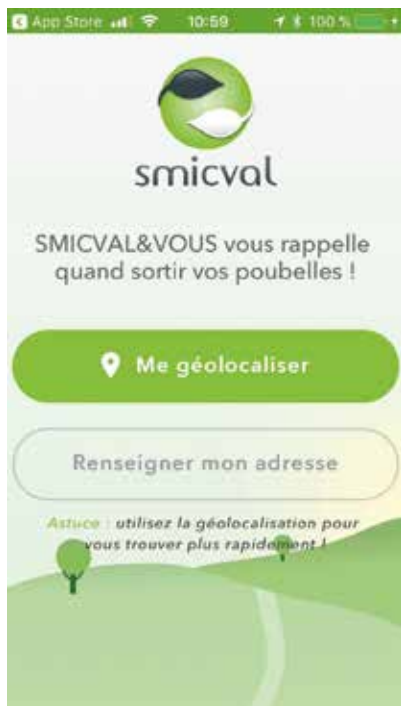 App Store 10:59 100 %
smicval
SMICVAL&VOUS vous rappelle
quand sortir vos poubelles !
Me géolocaliser
Renseigner mon adresse
Astuce : utilisez la géolocalisation pour
vous trouver plus rapidement !